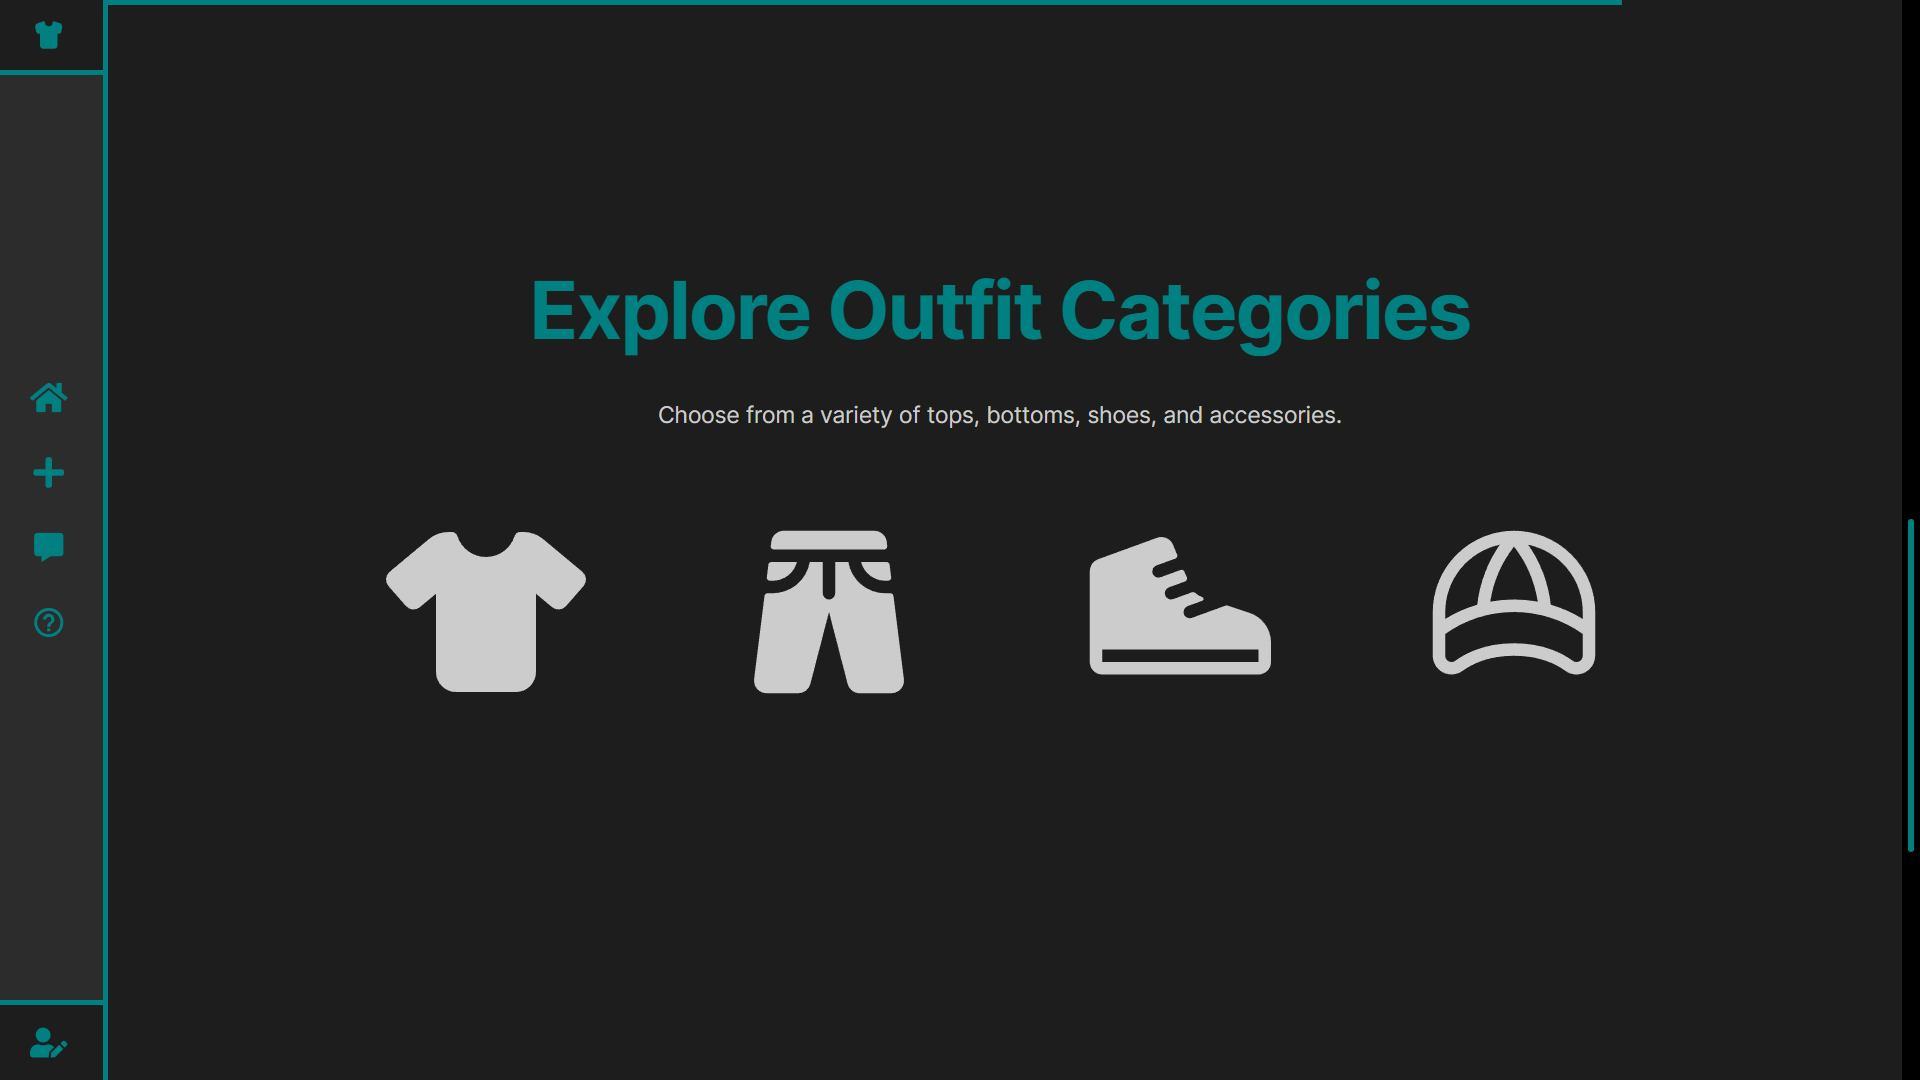 Explore Outfit Categories
Choose from a variety of tops, bottoms, shoes, and accessories.